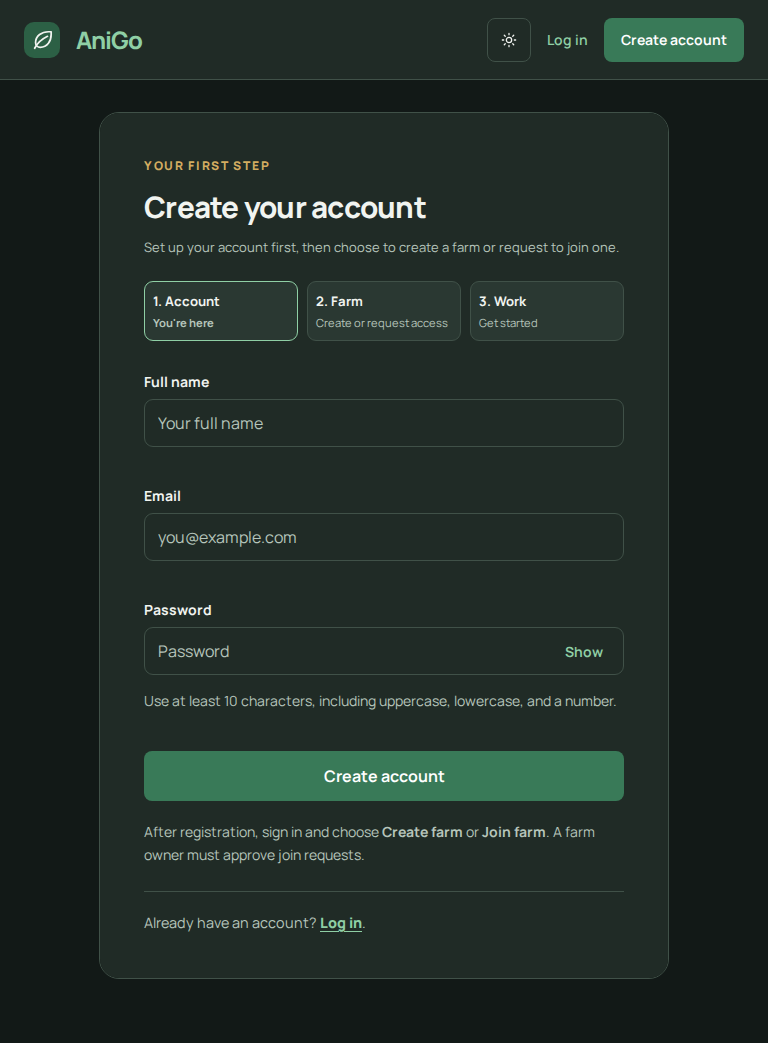 AniGo
Log in
Create account
YOUR FIRST STEP
Create your account
Set up your account first, then choose to create a farm or request to join one.
1. Account
You're here
2. Farm
Create or request access
3. Work
Get started
Full name
Your full name
Email
you@example.com
Password
Password
Show
Use at least 10 characters, including uppercase, lowercase, and a number.
Create account
After registration, sign in and choose Create farm or Join farm. A farm
owner must approve join requests.
Already have an account? Log in.